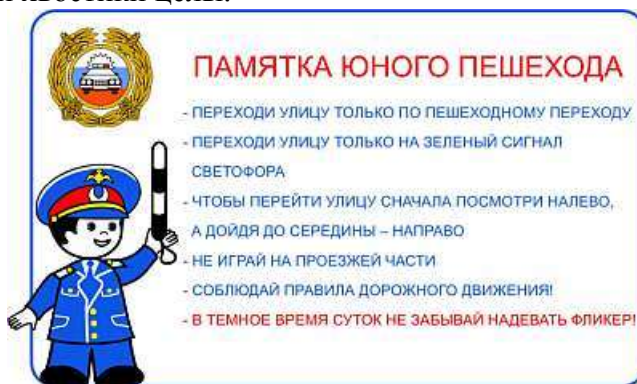 ПАМЯТКА ЮНОГО ПЕШЕХОДА
- ПЕРЕХОДИ УЛИЦУ ТОЛЬКО ПО ПЕШЕХОДНОМУ ПЕРЕХОДУ
- ПЕРЕХОДИ УЛИЦУ ТОЛЬКО НА ЗЕЛЕНЫЙ СИГНАЛ
СВЕТОФОРА
- ЧТОБЫ ПЕРЕЙТИ УЛИЦУ СНАЧАЛА ПОСМОТРИ НАЛЕВО,
А ДОЙДЯ ДО СЕРЕДИНЫ – НАПРАВО
- НЕ ИГРАЙ НА ПРОЕЗЖЕЙ ЧАСТИ
- СОБЛЮДАЙ ПРАВИЛА ДОРОЖНОГО ДВИЖЕНИЯ!
- В ТЕМНОЕ ВРЕМЯ СУТОК НЕ ЗАБЫВАЙ НАДЕВАТЬ ФЛИКЕР!